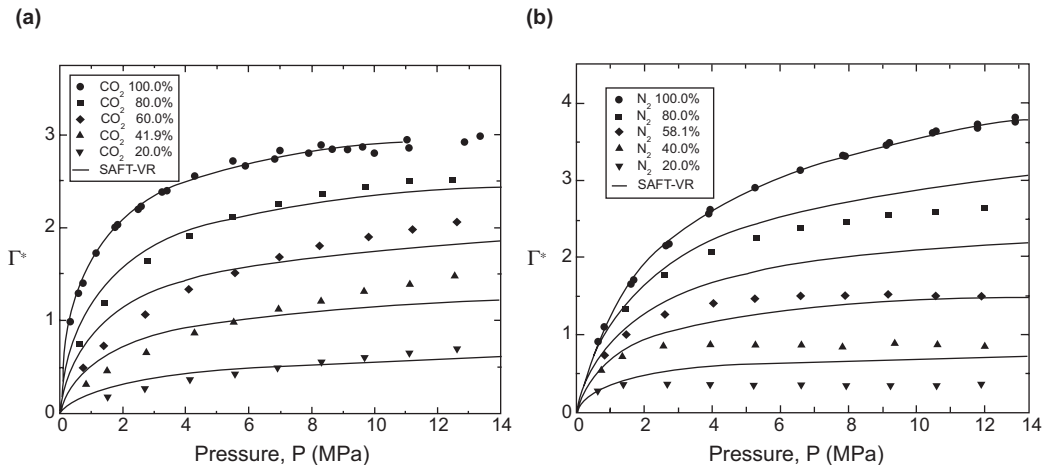 (a)
CO2 100.0%
CO2 80.0%
CO2 60.0%
CO2 41.9%
CO2 20.0%
SAFT-VR
3
2
1
0
Γ*
0 2 4 6 8 10 12 14
Pressure, P (MPa)
(b)
N2 100.0%
N2 80.0%
N2 58.1%
N2 40.0%
N2 20.0%
SAFT-VR
4
3
2
1
0
Γ*
0 2 4 6 8 10 12 14
Pressure, P (MPa)